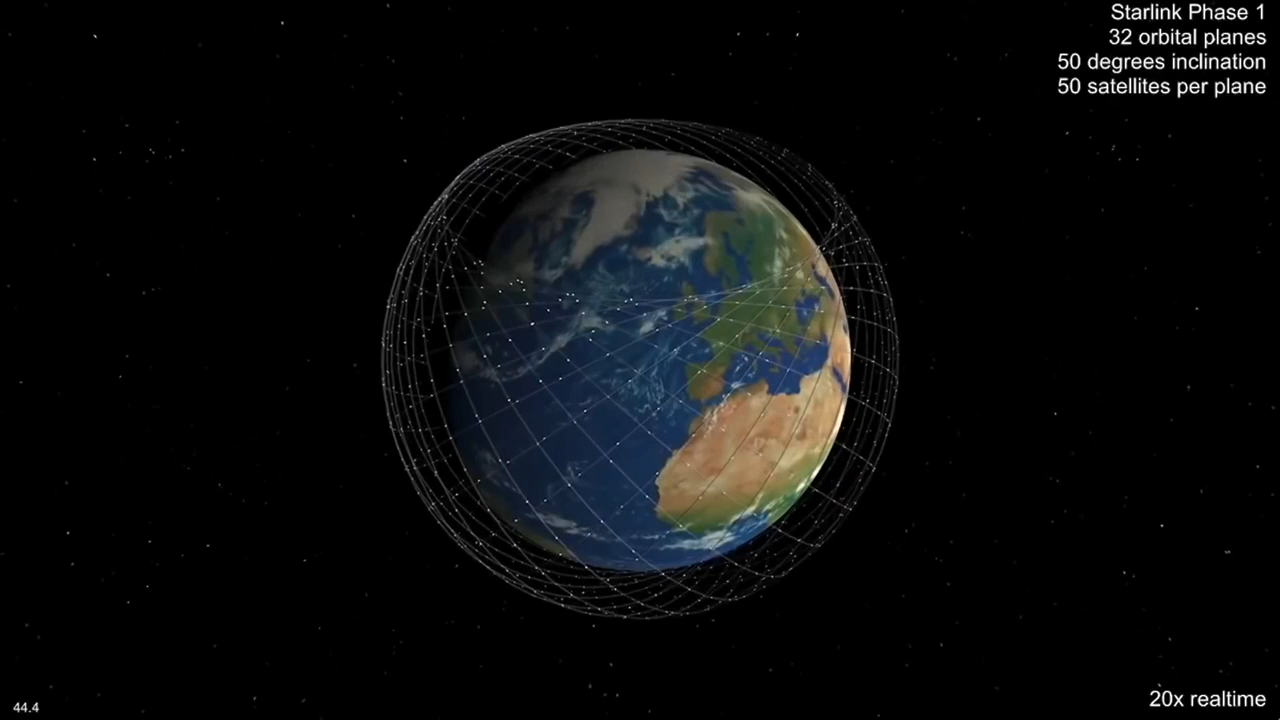 Starlink Phase 1
32 orbital planes
50 degrees inclination
50 satellites per plane
44.4
20x realtime